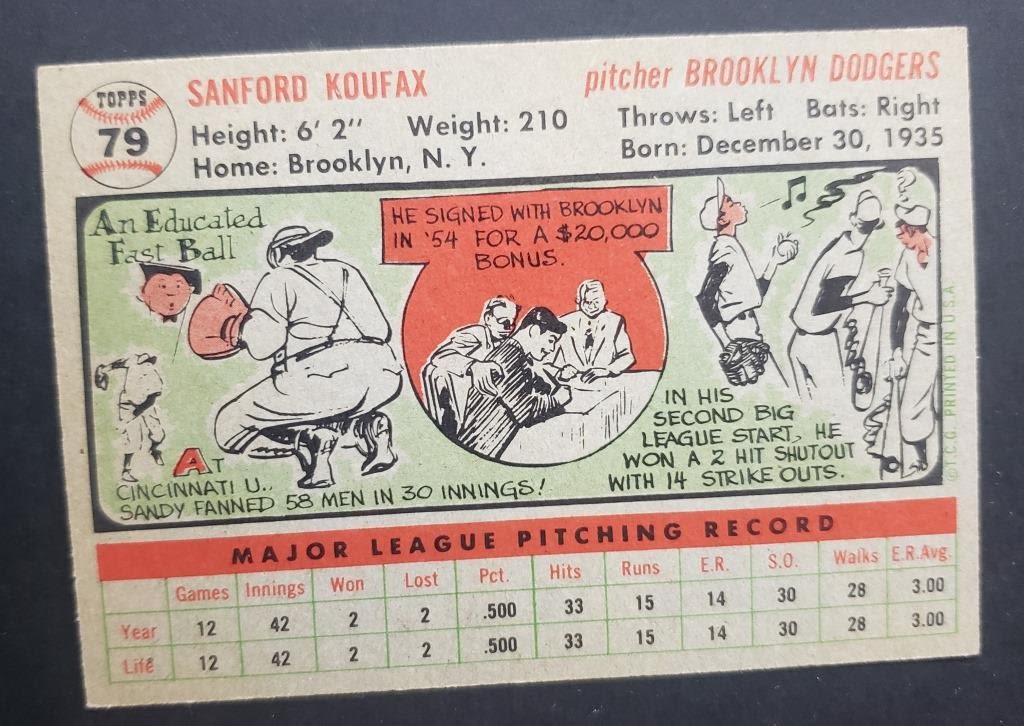 TOPPS
79
SANFORD KOUFAX
pitcher BROOKLYN DODGERS
Height: 6' 2" Weight: 210
Throws: Left Bats: Right
Home: Brooklyn, N. Y.
Born: December 30, 1935
An Educated
Fast Ball
HE SIGNED WITH BROOKLYN
IN '54 FOR A $20,000
BONUS.
AT
CINCINNATI U..
SANDY FANNED 58 MEN IN 30 INNINGS!
IN HIS
SECOND BIG
LEAGUE START, HE
WON A 2 HIT SHUTOUT
WITH 14 STRIKE OUTS.
©T.C.G. PRINTED IN U.S.A.
MAJOR LEAGUE PITCHING RECORD
Games Innings Won Lost Pct. Hits Runs E.R. S.O. Walks E.R.Avg.
Year 12 42 2 2 .500 33 15 14 30 28 3.00
Life 12 42 2 2 .500 33 15 14 30 28 3.00